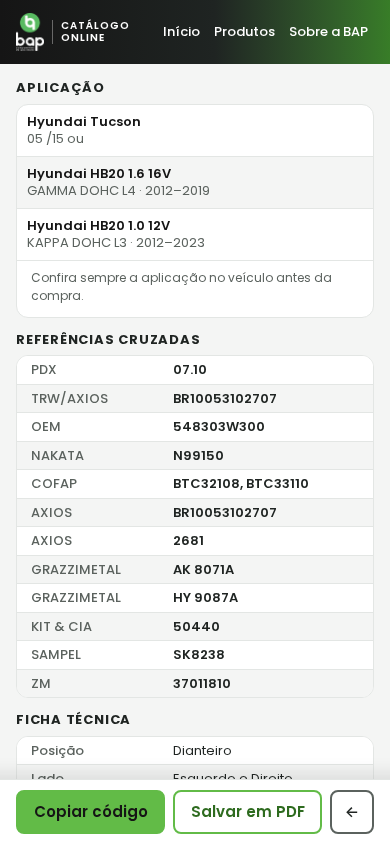 bap
CATÁLOGO
ONLINE
Início
Produtos
Sobre a BAP
APLICAÇÃO
Hyundai Tucson
05 /15 ou
Hyundai HB20 1.6 16V
GAMMA DOHC L4 · 2012–2019
Hyundai HB20 1.0 12V
KAPPA DOHC L3 · 2012–2023
Confira sempre a aplicação no veículo antes da
compra.
REFERÊNCIAS CRUZADAS
PDX 07.10
TRW/AXIOS BR10053102707
OEM 548303W300
NAKATA N99150
COFAP BTC32108, BTC33110
AXIOS BR10053102707
AXIOS 2681
GRAZZIMETAL AK 8071A
GRAZZIMETAL HY 9087A
KIT & CIA 50440
SAMPEL SK8238
ZM 37011810
FICHA TÉCNICA
Posição Dianteiro
Lado Esquerdo e Direito
Copiar código
Salvar em PDF
←